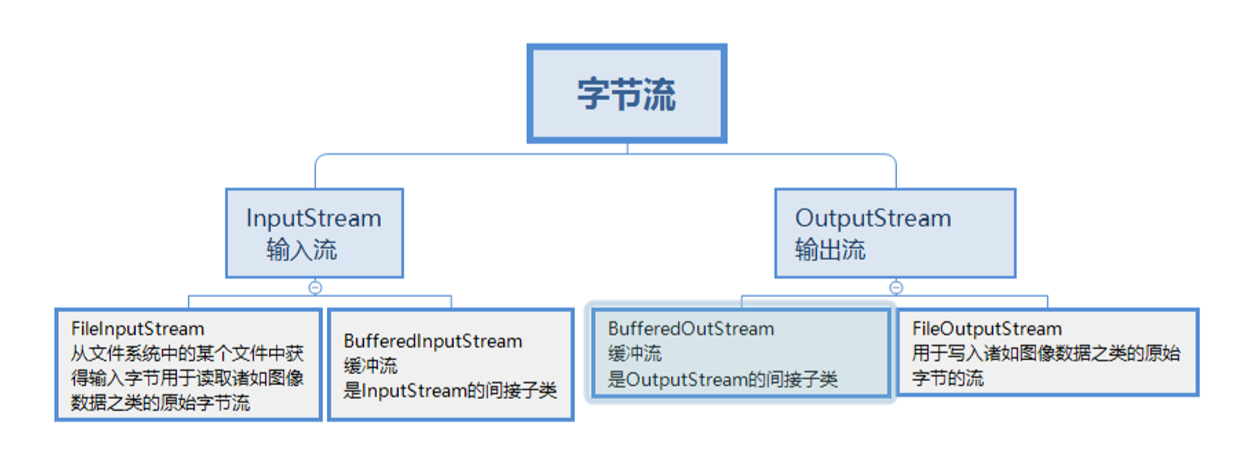 字节流
InputStream
输入流
OutputStream
输出流
FileInputStream
从文件系统中的某个文件中获
得输入字节用于读取诸如图像
数据之类的原始字节流
BufferedInputStream
缓冲流
是InputStream的间接子类
BufferedOutStream
缓冲流
是OutputStream的间接子类
FileOutputStream
用于写入诸如图像数据之类的原始
字节的流